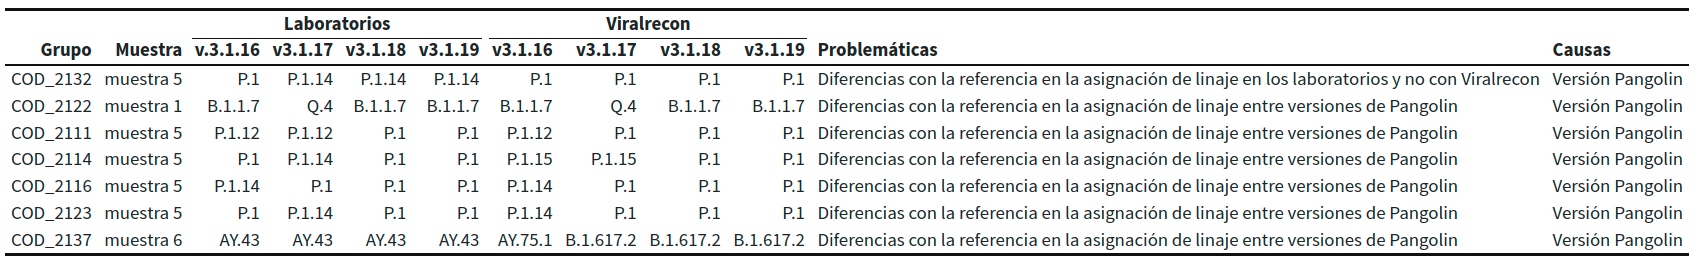 Laboratorios Viralrecon
Grupo Muestra v.3.1.16 v3.1.17 v3.1.18 v3.1.19 v3.1.16 v3.1.17 v3.1.18 v3.1.19 Problemáticas Causas
COD_2132 muestra 5 P.1 P.1.14 P.1.14 P.1.14 P.1 P.1 P.1 P.1 Diferencias con la referencia en la asignación de linaje en los laboratorios y no con Viralrecon Versión Pangolin
COD_2122 muestra 1 B.1.1.7 Q.4 B.1.1.7 B.1.1.7 B.1.1.7 Q.4 B.1.1.7 B.1.1.7 Diferencias con la referencia en la asignación de linaje entre versiones de Pangolin Versión Pangolin
COD_2111 muestra 5 P.1.12 P.1.12 P.1 P.1 P.1.12 P.1 P.1 P.1 Diferencias con la referencia en la asignación de linaje entre versiones de Pangolin Versión Pangolin
COD_2114 muestra 5 P.1 P.1.14 P.1 P.1 P.1.15 P.1.15 P.1 P.1 Diferencias con la referencia en la asignación de linaje entre versiones de Pangolin Versión Pangolin
COD_2116 muestra 5 P.1.14 P.1 P.1 P.1 P.1.14 P.1 P.1 P.1 Diferencias con la referencia en la asignación de linaje entre versiones de Pangolin Versión Pangolin
COD_2123 muestra 5 P.1 P.1.14 P.1 P.1 P.1.14 P.1 P.1 P.1 Diferencias con la referencia en la asignación de linaje entre versiones de Pangolin Versión Pangolin
COD_2137 muestra 6 AY.43 AY.43 AY.43 AY.43 AY.75.1 B.1.617.2 B.1.617.2 B.1.617.2 Diferencias con la referencia en la asignación de linaje entre versiones de Pangolin Versión Pangolin